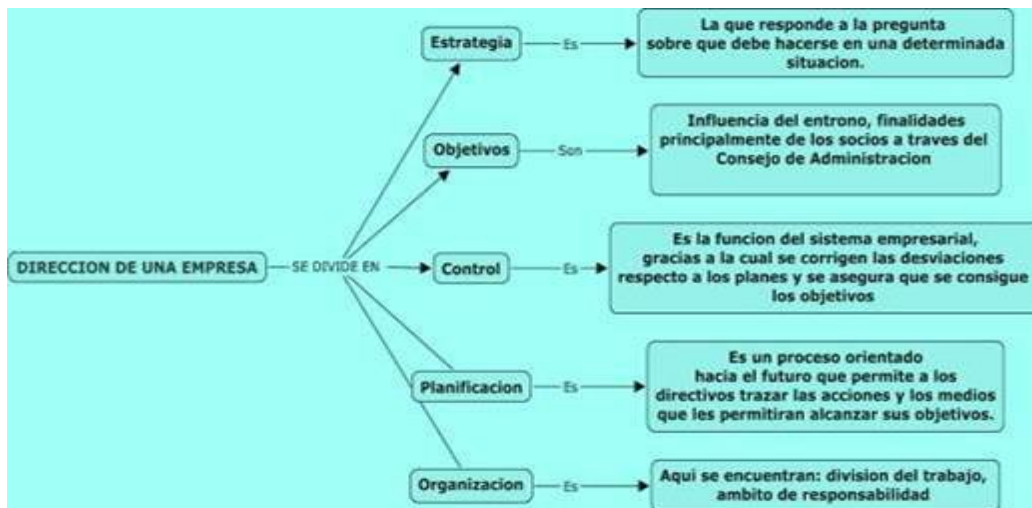 DIRECCION DE UNA EMPRESA
SE DIVIDE EN
Estrategia
Es
La que responde a la pregunta
sobre que debe hacerse en una determinada
situacion.
Objetivos
Son
Influencia del entrono, finalidades
principalmente de los socios a traves del
Consejo de Administracion
Control
Es
Es la funcion del sistema empresarial,
gracias a la cual se corrigen las desviaciones
respecto a los planes y se asegura que se consigue
los objetivos
Planificacion
Es
Es un proceso orientado
hacia el futuro que permite a los
directivos trazar las acciones y los medios
que les permitiran alcanzar sus objetivos.
Organizacion
Es
Aqui se encuentran: division del trabajo,
ambito de responsabilidad